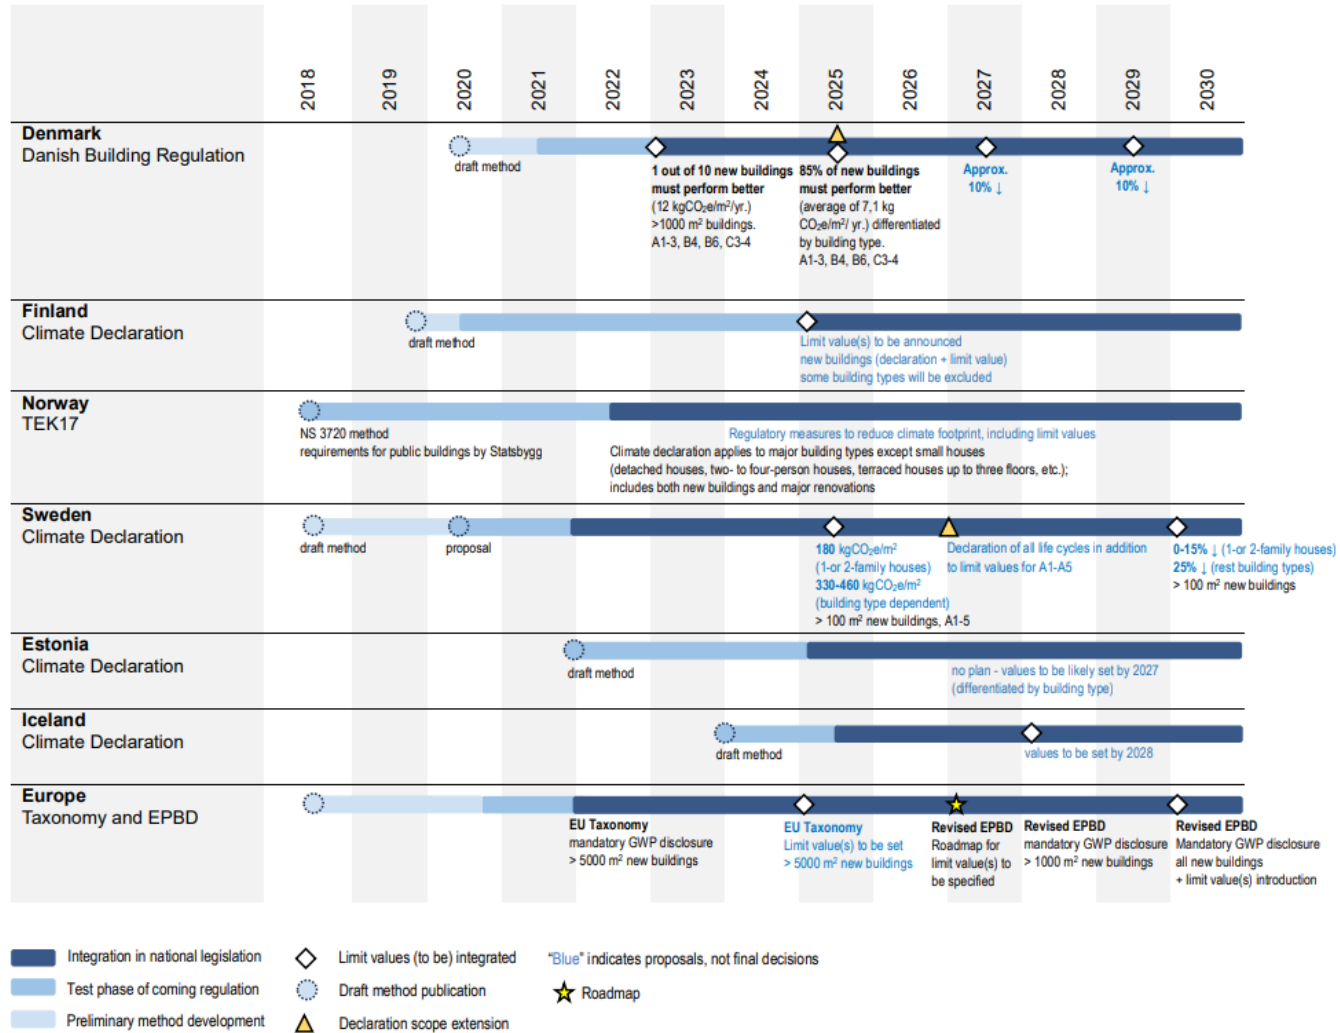 2018 2019 2020 2021 2022 2023 2024 2025 2026 2027 2028 2029 2030
Denmark
Danish Building Regulation
draft method
1 out of 10 new buildings
must perform better
(12 kgCO₂e/m²/yr.)
>1000 m² buildings.
A1-3, B4, B6, C3-4
85% of new buildings
must perform better
(average of 7,1 kg
CO₂e/m²/ yr.) differentiated
by building type.
A1-3, B4, B6, C3-4
Approx.
10% ↓
Approx.
10% ↓
Finland
Climate Declaration
draft method
Limit value(s) to be announced
new buildings (declaration + limit value)
some building types will be excluded
Norway
TEK17
NS 3720 method
requirements for public buildings by Statsbygg
Regulatory measures to reduce climate footprint, including limit values
Climate declaration applies to major building types except small houses
(detached houses, two- to four-person houses, terraced houses up to three floors, etc.);
includes both new buildings and major renovations
Sweden
Climate Declaration
draft method
proposal
180 kgCO₂e/m²
(1-or 2-family houses)
330-460 kgCO₂e/m²
(building type dependent)
> 100 m² new buildings, A1-5
Declaration of all life cycles in addition
to limit values for A1-A5
0-15% ↓ (1-or 2-family houses)
25% ↓ (rest building types)
> 100 m² new buildings
Estonia
Climate Declaration
draft method
no plan - values to be likely set by 2027
(differentiated by building type)
Iceland
Climate Declaration
draft method
values to be set by 2028
Europe
Taxonomy and EPBD
EU Taxonomy
mandatory GWP disclosure
> 5000 m² new buildings
EU Taxonomy
Limit value(s) to be set
> 5000 m² new buildings
Revised EPBD
Roadmap for
limit value(s) to
be specified
Revised EPBD
mandatory GWP disclosure
> 1000 m² new buildings
Revised EPBD
Mandatory GWP disclosure
all new buildings
+ limit value(s) introduction
Integration in national legislation
Test phase of coming regulation
Preliminary method development
Limit values (to be) integrated
Draft method publication
Declaration scope extension
"Blue" indicates proposals, not final decisions
Roadmap